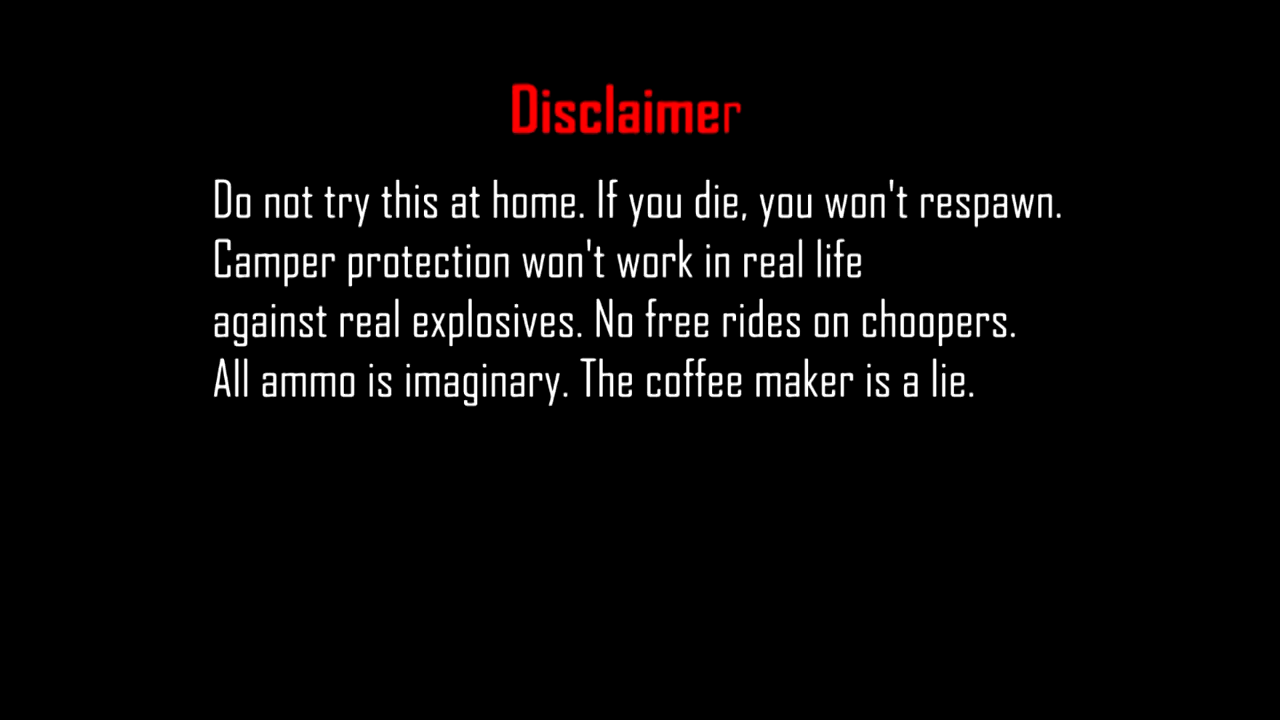 Disclaimer
Do not try this at home. If you die, you won't respawn.
Camper protection won't work in real life
against real explosives. No free rides on choopers.
All ammo is imaginary. The coffee maker is a lie.